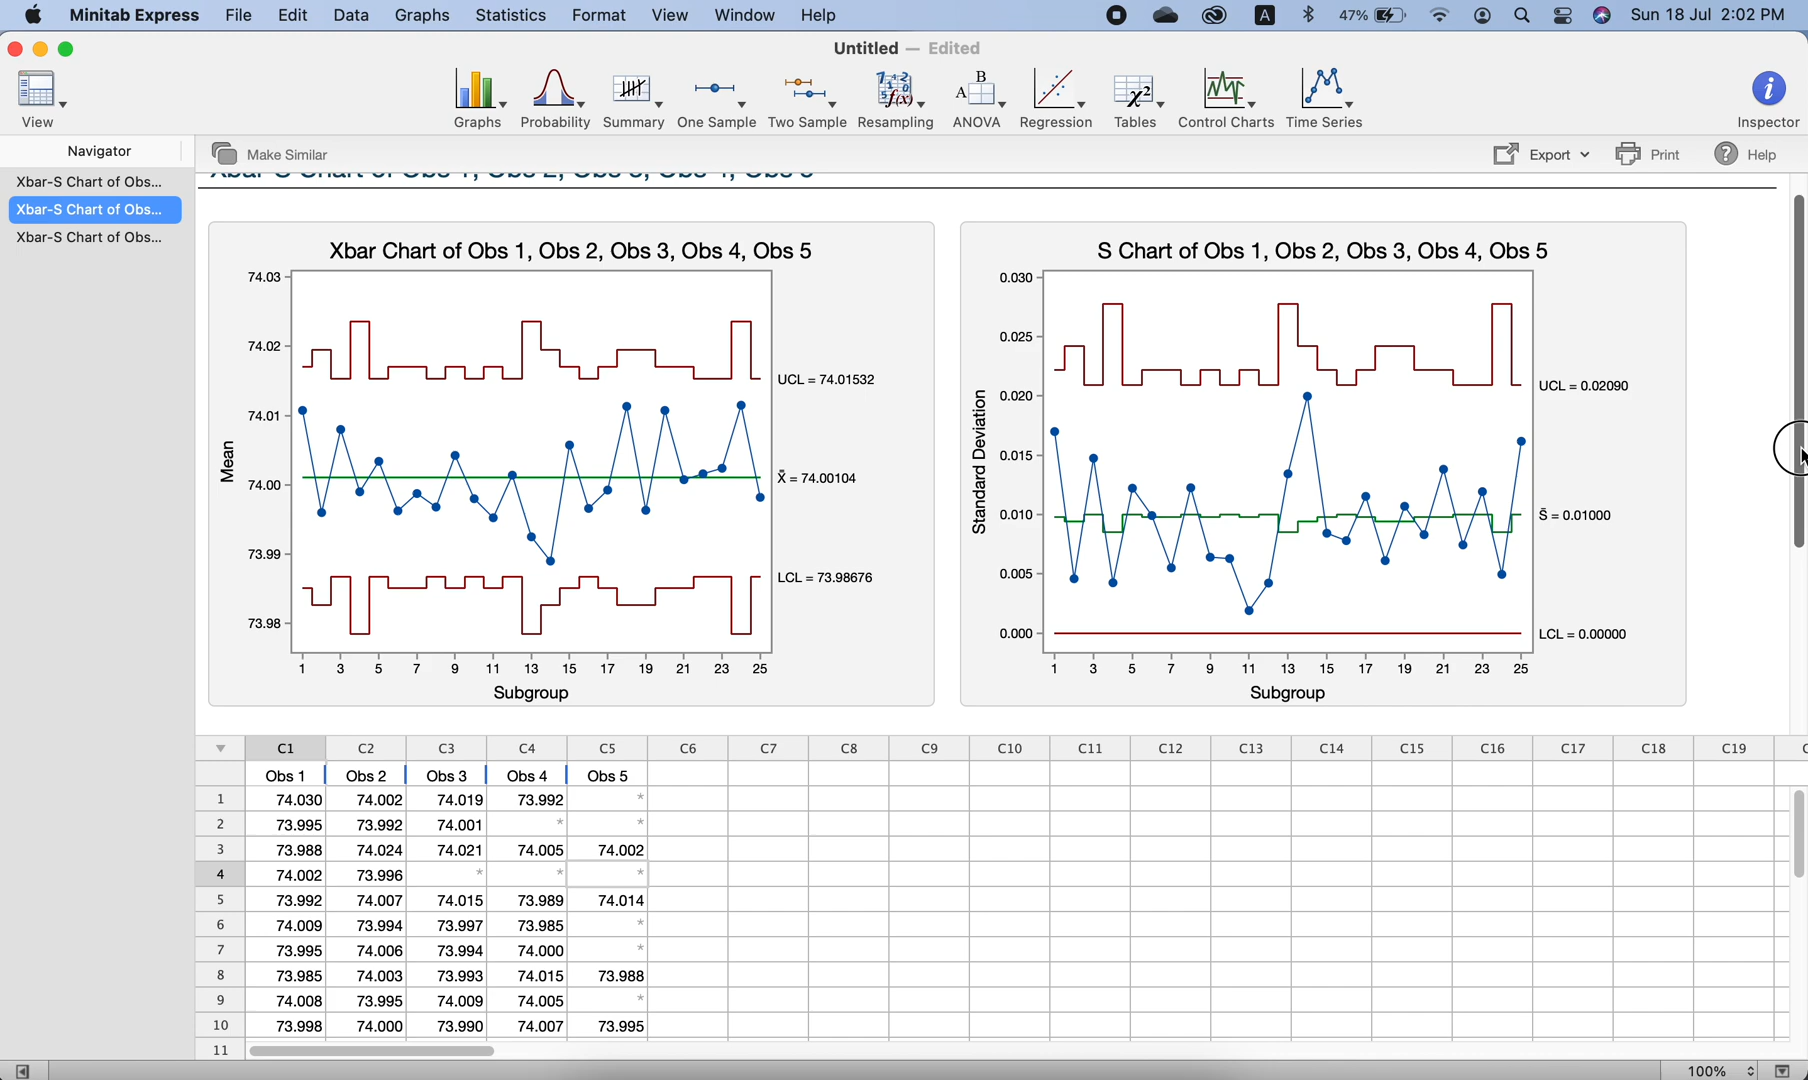 Minitab Express File Edit Data Graphs Statistics Format View Window Help A 47% Sun 18 Jul 2:02 PM
Untitled — Edited
View Graphs Probability Summary One Sample Two Sample Resampling ANOVA Regression Tables Control Charts Time Series Inspector
Navigator
Make Similar Export Print Help
Xbar-S Chart of Obs...
Xbar-S Chart of Obs...
Xbar-S Chart of Obs...
Xbar-S Chart of Obs 1, Obs 2, Obs 3, Obs 4, Obs 5
Xbar Chart of Obs 1, Obs 2, Obs 3, Obs 4, Obs 5
74.03
74.02
74.01
74.00
73.99
73.98
Mean
UCL = 74.01532
X̿ = 74.00104
LCL = 73.98676
1 3 5 7 9 11 13 15 17 19 21 23 25
Subgroup
S Chart of Obs 1, Obs 2, Obs 3, Obs 4, Obs 5
0.030
0.025
0.020
0.015
0.010
0.005
0.000
Standard Deviation
UCL = 0.02090
S̄ = 0.01000
LCL = 0.00000
1 3 5 7 9 11 13 15 17 19 21 23 25
Subgroup
C1 C2 C3 C4 C5 C6 C7 C8 C9 C10 C11 C12 C13 C14 C15 C16 C17 C18 C19
Obs 1 Obs 2 Obs 3 Obs 4 Obs 5
1 74.030 74.002 74.019 73.992 *
2 73.995 73.992 74.001 * *
3 73.988 74.024 74.021 74.005 74.002
4 74.002 73.996 * * *
5 73.992 74.007 74.015 73.989 74.014
6 74.009 73.994 73.997 73.985 *
7 73.995 74.006 73.994 74.000 *
8 73.985 74.003 73.993 74.015 73.988
9 74.008 73.995 74.009 74.005 *
10 73.998 74.000 73.990 74.007 73.995
11
100%